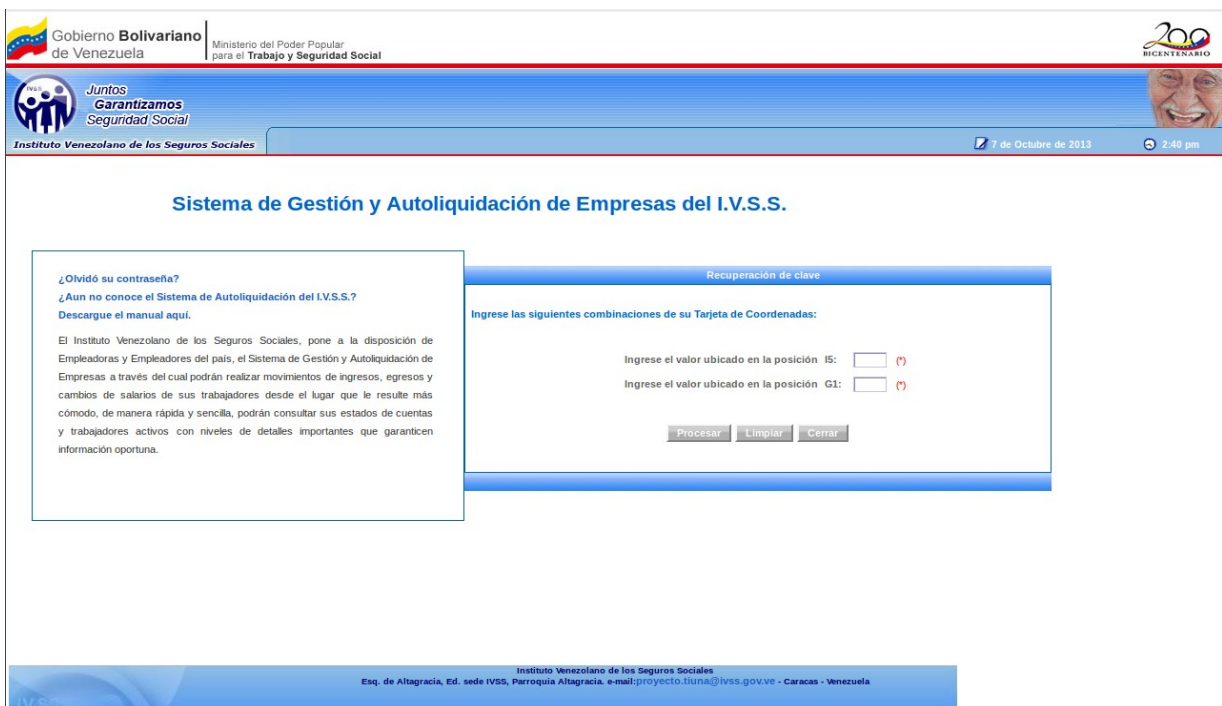 Gobierno Bolivariano
de Venezuela
Ministerio del Poder Popular
para el Trabajo y Seguridad Social
200
BICENTENARIO
IVSS
Juntos
Garantizamos
Seguridad Social
Instituto Venezolano de los Seguros Sociales
7 de Octubre de 2013
2:40 pm
Sistema de Gestión y Autoliquidación de Empresas del I.V.S.S.
¿Olvidó su contraseña?
¿Aun no conoce el Sistema de Autoliquidación del I.V.S.S.?
Descargue el manual aquí.
El Instituto Venezolano de los Seguros Sociales, pone a la disposición de
Empleadoras y Empleadores del país, el Sistema de Gestión y Autoliquidación de
Empresas a través del cual podrán realizar movimientos de ingresos, egresos y
cambios de salarios de sus trabajadores desde el lugar que le resulte más
cómodo, de manera rápida y sencilla, podrán consultar sus estados de cuentas
y trabajadores activos con niveles de detalles importantes que garanticen
información oportuna.
Recuperación de clave
Ingrese las siguientes combinaciones de su Tarjeta de Coordenadas:
Ingrese el valor ubicado en la posición I5: (*)
Ingrese el valor ubicado en la posición G1: (*)
Procesar Limpiar Cerrar
Instituto Venezolano de los Seguros Sociales
Esq. de Altagracia, Ed. sede IVSS, Parroquia Altagracia. e-mail:proyecto.tiuna@ivss.gov.ve - Caracas - Venezuela
IVSS